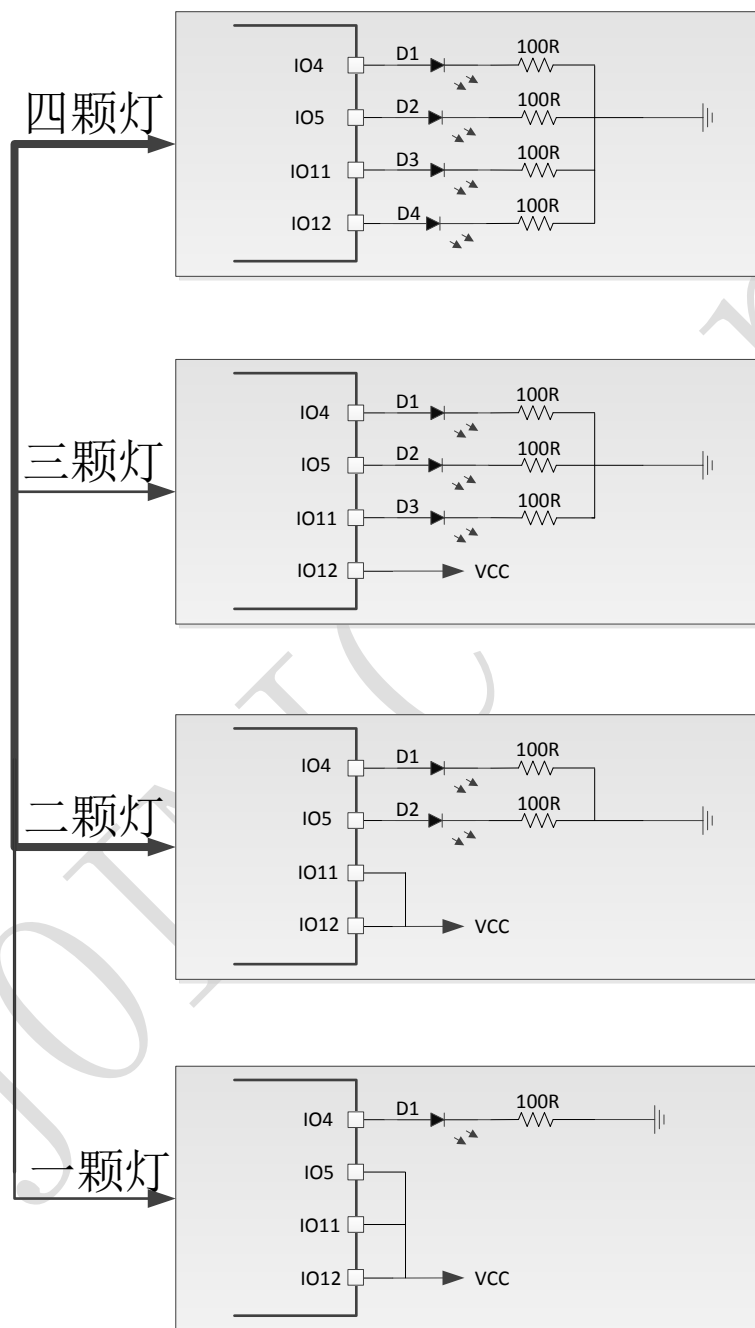 四颗灯
IO4 D1 100R
IO5 D2 100R
IO11 D3 100R
IO12 D4 100R
三颗灯
IO4 D1 100R
IO5 D2 100R
IO11 D3 100R
IO12 VCC
二颗灯
IO4 D1 100R
IO5 D2 100R
IO11
IO12 VCC
一颗灯
IO4 D1 100R
IO5
IO11
IO12 VCC